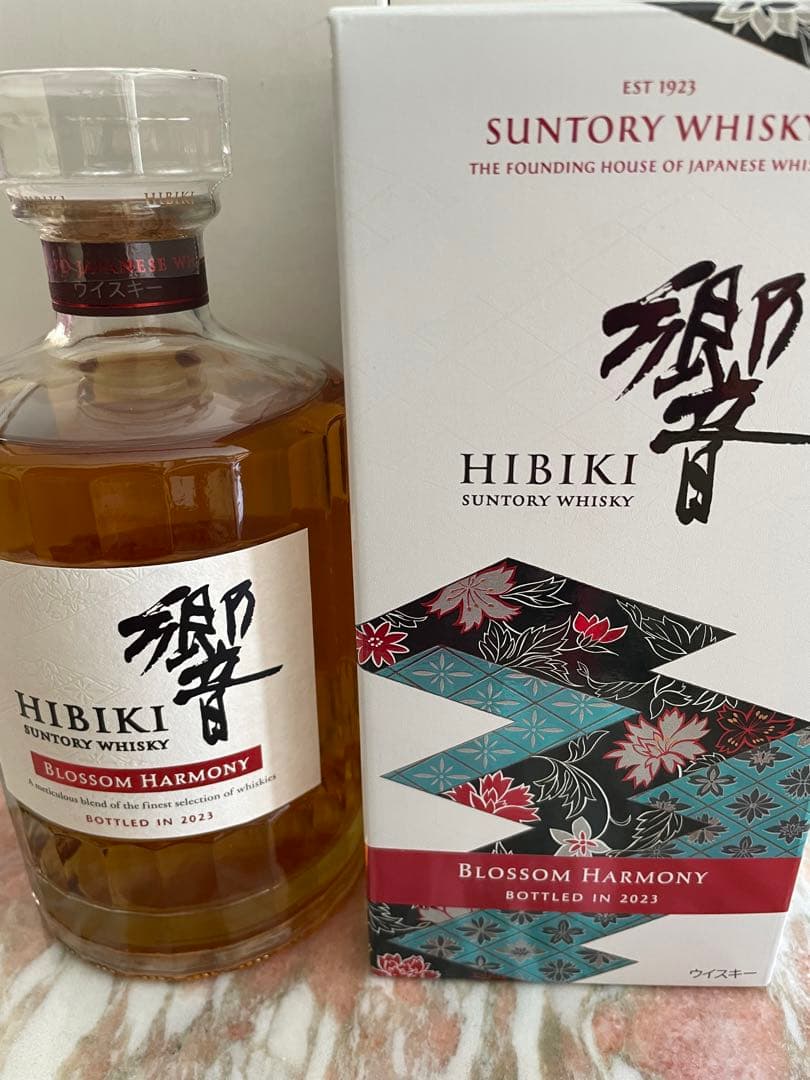 HIBIKI
JAPANESE
ウイスキー
響
HIBIKI
SUNTORY WHISKY
BLOSSOM HARMONY
A meticulous blend of the finest selection of whiskies
BOTTLED IN 2023
EST 1923
SUNTORY WHISKY
THE FOUNDING HOUSE OF JAPANESE WHIS
響
HIBIKI
SUNTORY WHISKY
BLOSSOM HARMONY
BOTTLED IN 2023
ウイスキー